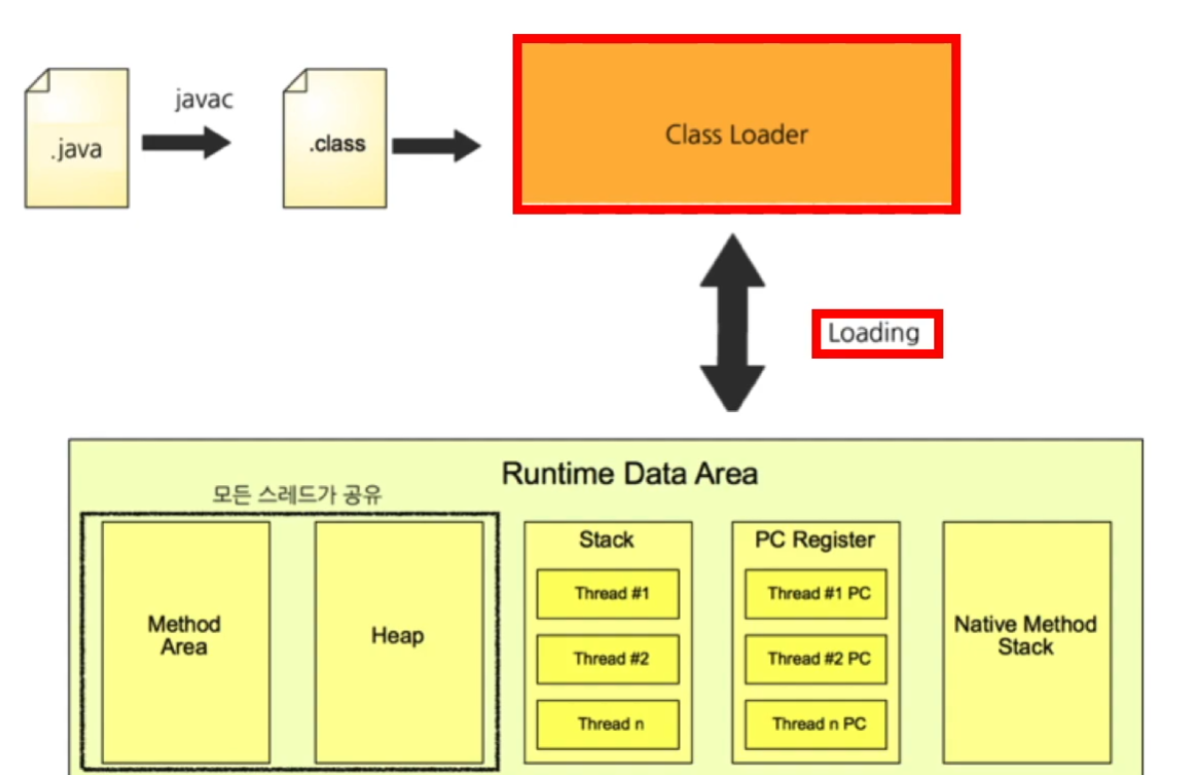 .java
javac
.class
Class Loader
Loading
Runtime Data Area
모든 스레드가 공유
Method
Area
Heap
Stack
Thread #1
Thread #2
Thread n
PC Register
Thread #1 PC
Thread #2 PC
Thread n PC
Native Method
Stack